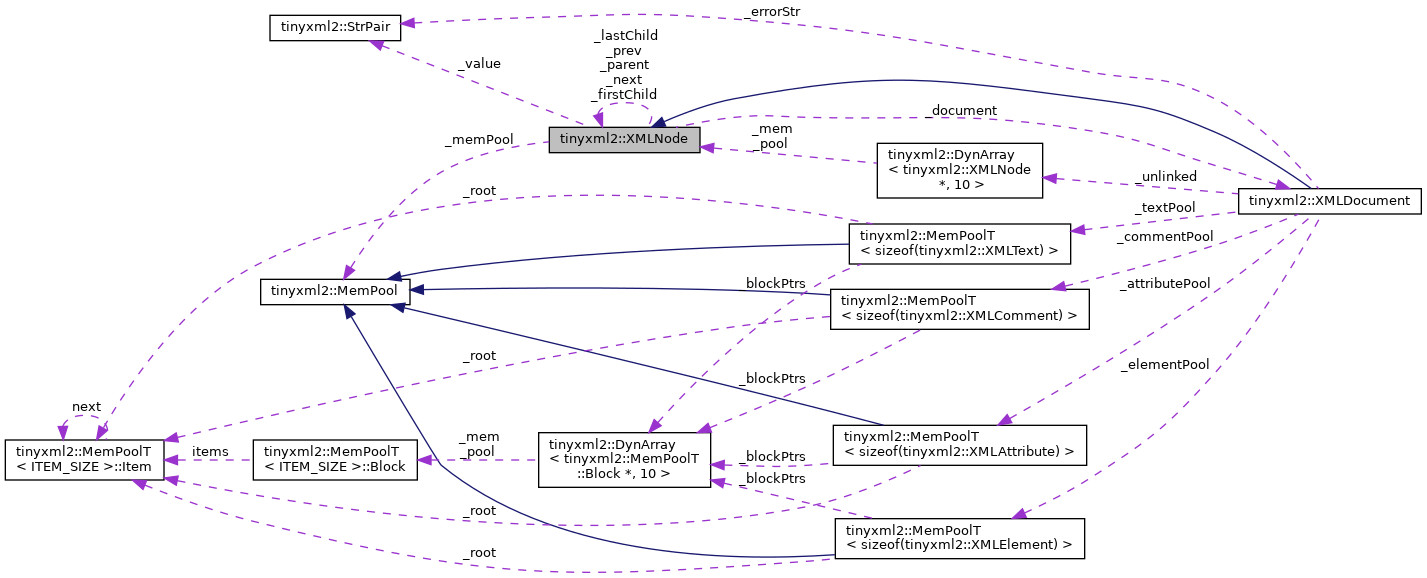 _errorStr
tinyxml2::StrPair
_lastChild
_prev
_parent
_next
_firstChild
_value
_document
_mem
_pool
_memPool
tinyxml2::XMLNode
tinyxml2::DynArray
< tinyxml2::XMLNode
*, 10 >
_unlinked
_root
tinyxml2::XMLDocument
_textPool
tinyxml2::MemPoolT
< sizeof(tinyxml2::XMLText) >
_commentPool
tinyxml2::MemPool
_blockPtrs
_attributePool
tinyxml2::MemPoolT
< sizeof(tinyxml2::XMLComment) >
_root
_elementPool
_blockPtrs
next
tinyxml2::MemPoolT
< ITEM_SIZE >::Item
items
tinyxml2::MemPoolT
< ITEM_SIZE >::Block
_mem
_pool
tinyxml2::DynArray
< tinyxml2::MemPoolT
::Block *, 10 >
_blockPtrs
_blockPtrs
tinyxml2::MemPoolT
< sizeof(tinyxml2::XMLAttribute) >
_root
tinyxml2::MemPoolT
< sizeof(tinyxml2::XMLElement) >
_root